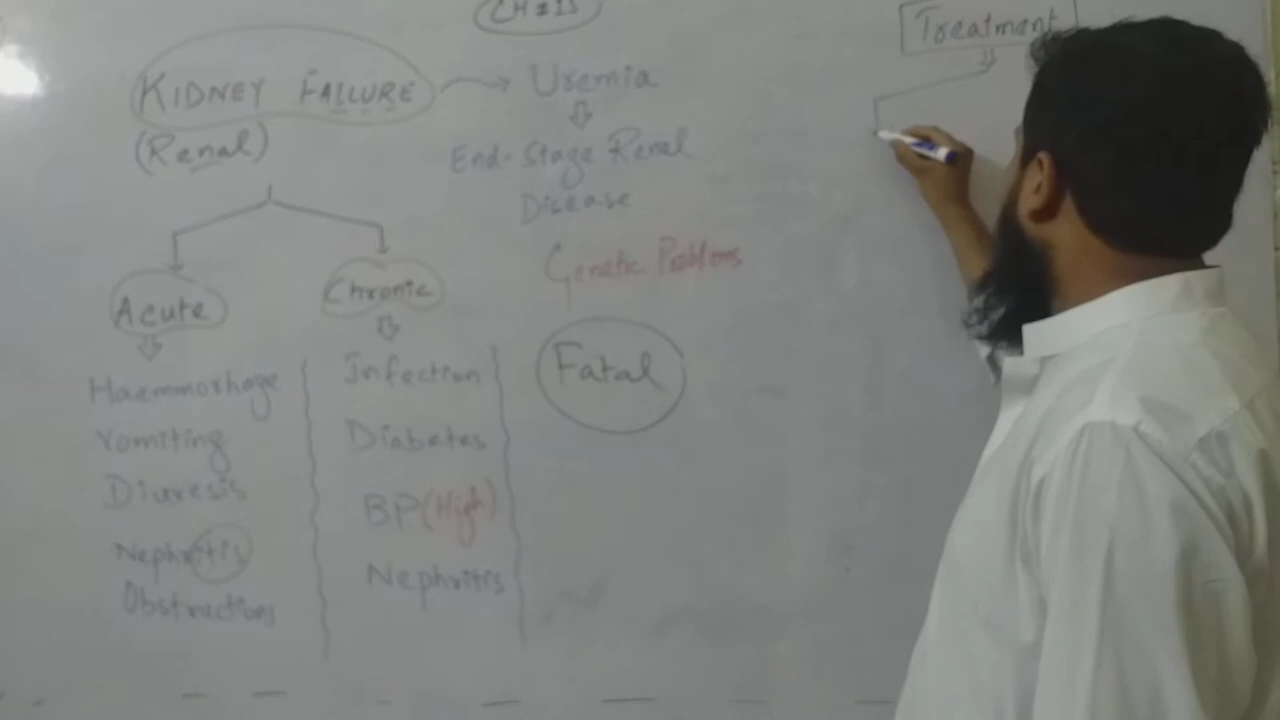 CH # 15
Treatment
KIDNEY FAILURE
(Renal)
Uremia
End-Stage Renal
Disease
Genetic Problems
Fatal
Acute
Haemmorhage
Vomiting
Diuresis
Nephritis
Obstructions
Chronic
Infection
Diabetes
BP (High)
Nephritis